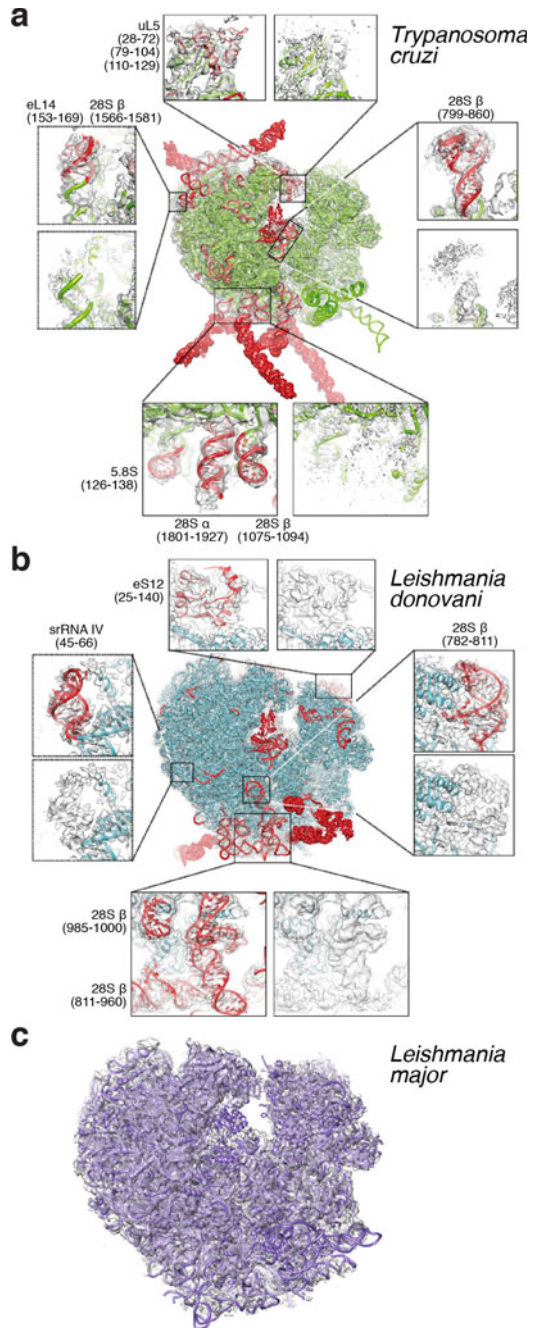 a
Trypanosoma
cruzi
uL5
(28-72)
(79-104)
(110-129)
eL14
(153-169)
28S β
(1566-1581)
28S β
(799-860)
5.8S
(126-138)
28S α
(1801-1927)
28S β
(1075-1094)
b
Leishmania
donovani
eS12
(25-140)
srRNA IV
(45-66)
28S β
(782-811)
28S β
(985-1000)
28S β
(811-960)
c
Leishmania
major